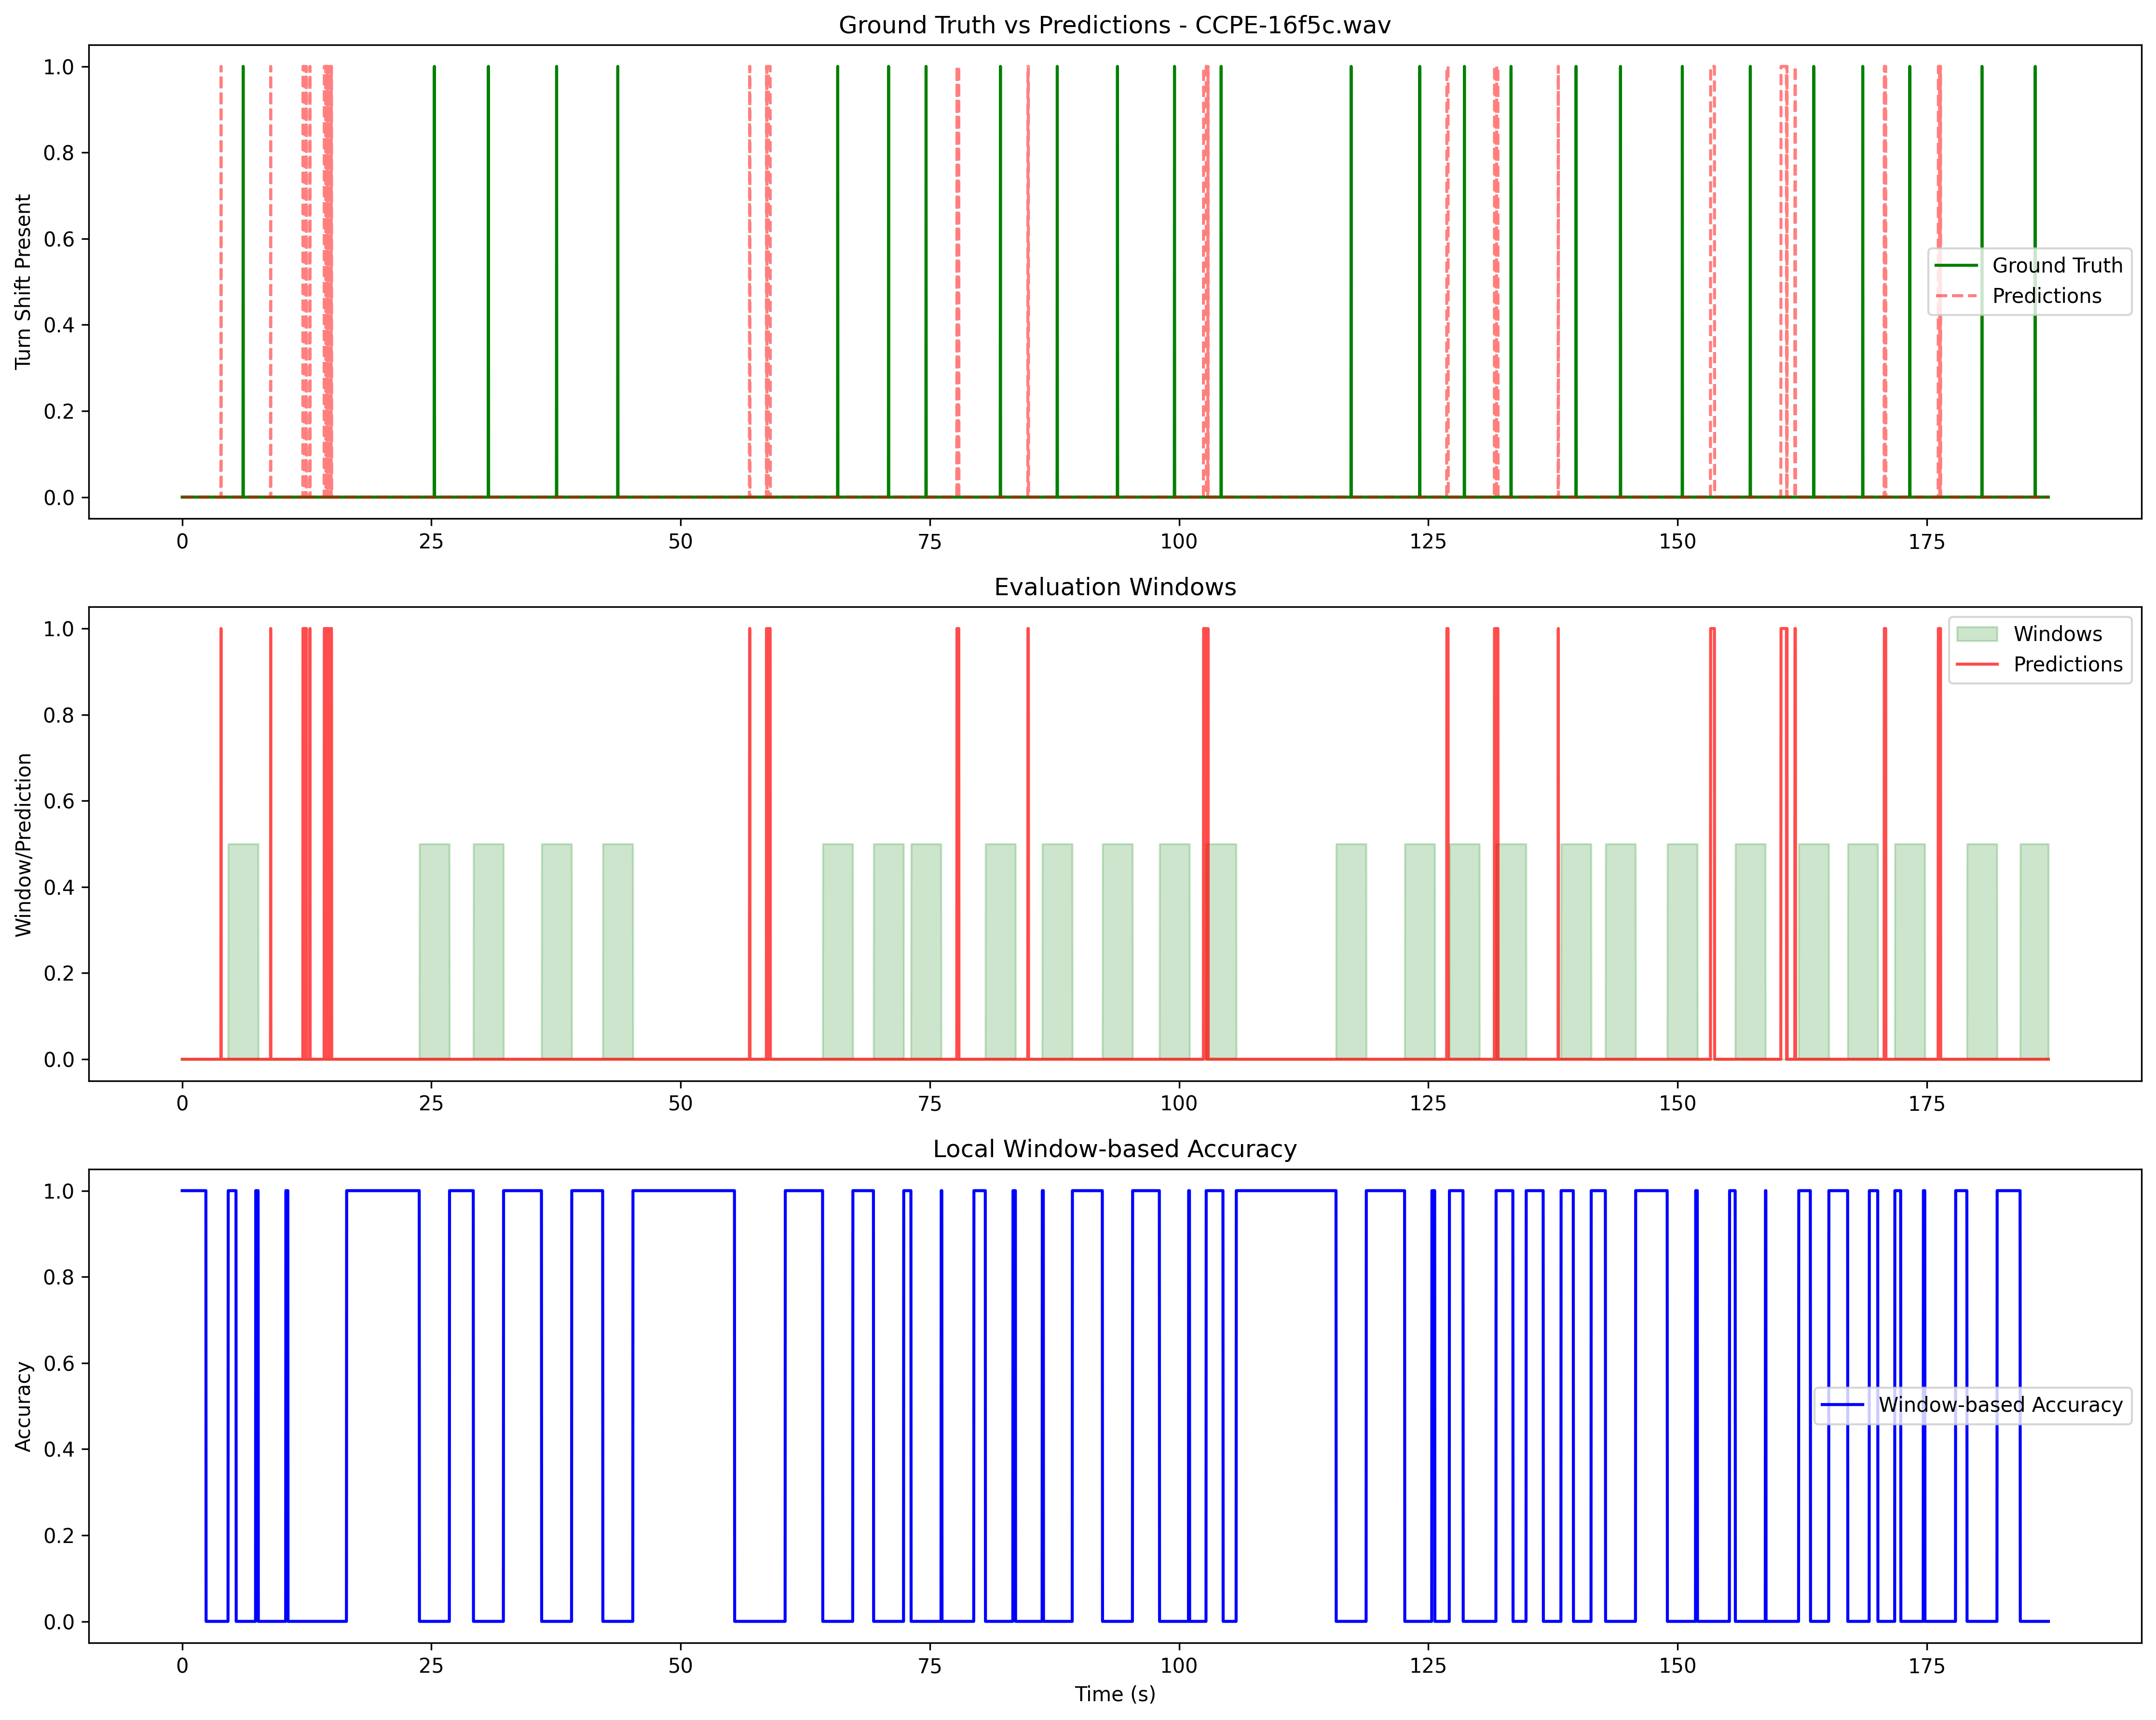 Ground Truth vs Predictions - CCPE-16f5c.wav
Turn Shift Present
1.0
0.8
0.6
0.4
0.2
0.0
Ground Truth
Predictions
0 25 50 75 100 125 150 175
Evaluation Windows
Window/Prediction
1.0
0.8
0.6
0.4
0.2
0.0
Windows
Predictions
0 25 50 75 100 125 150 175
Local Window-based Accuracy
Accuracy
1.0
0.8
0.6
0.4
0.2
0.0
Window-based Accuracy
0 25 50 75 100 125 150 175
Time (s)